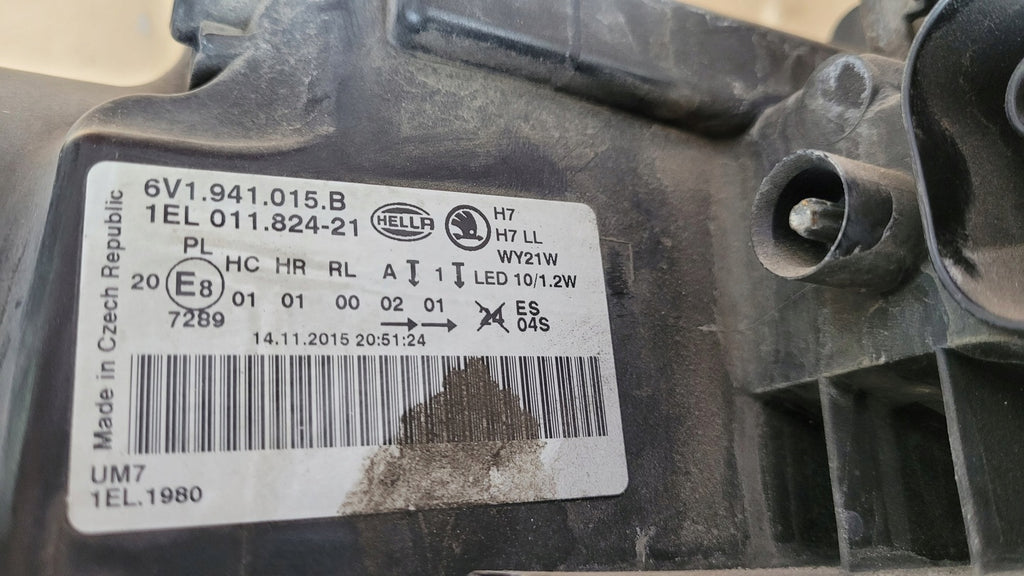 6V1.941.015.B
1EL 011.824-21
HELLA
H7
H7 LL
WY21W
LED 10/1.2W
PL
HC HR RL A 1
20 E8 01 01 00 02 01
7289
24 ES
04S
14.11.2015 20:51:24
Made in Czech Republic
UM7
1EL.1980